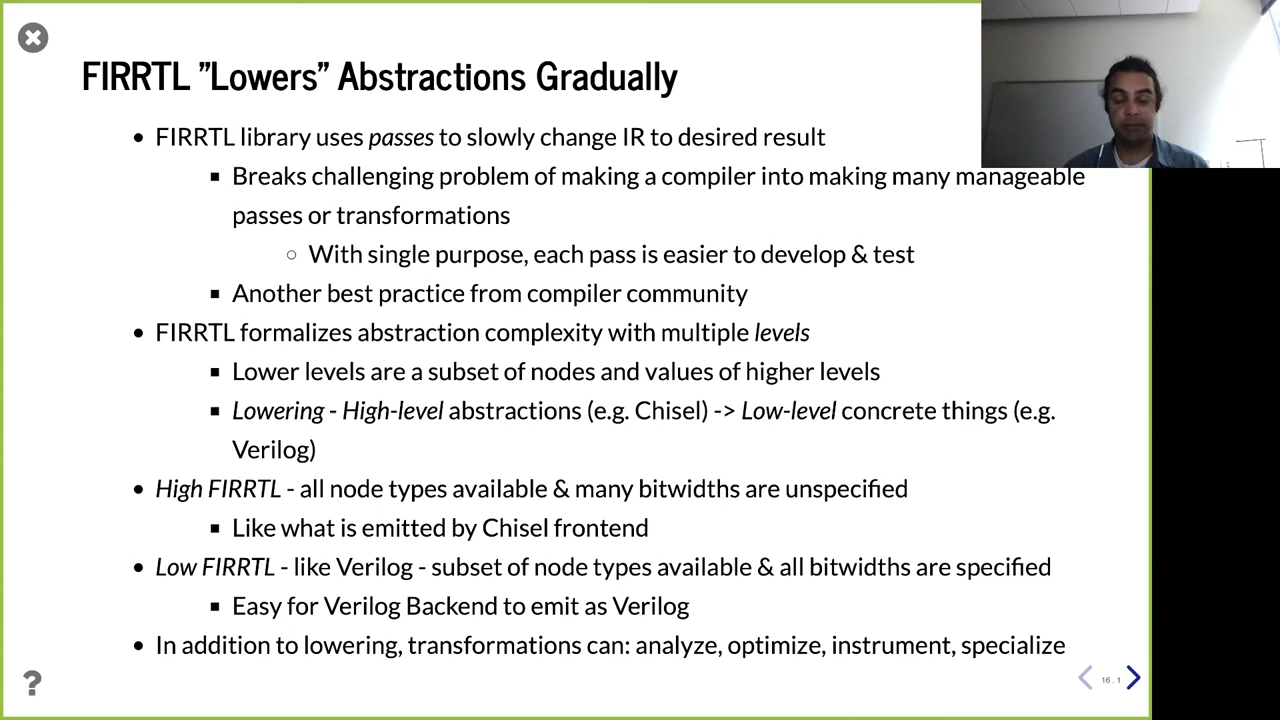 FIRRTL "Lowers" Abstractions Gradually
FIRRTL library uses passes to slowly change IR to desired result
Breaks challenging problem of making a compiler into making many manageable
passes or transformations
With single purpose, each pass is easier to develop & test
Another best practice from compiler community
FIRRTL formalizes abstraction complexity with multiple levels
Lower levels are a subset of nodes and values of higher levels
Lowering - High-level abstractions (e.g. Chisel) -> Low-level concrete things (e.g.
Verilog)
High FIRRTL - all node types available & many bitwidths are unspecified
Like what is emitted by Chisel frontend
Low FIRRTL - like Verilog - subset of node types available & all bitwidths are specified
Easy for Verilog Backend to emit as Verilog
In addition to lowering, transformations can: analyze, optimize, instrument, specialize
?
16 . 1